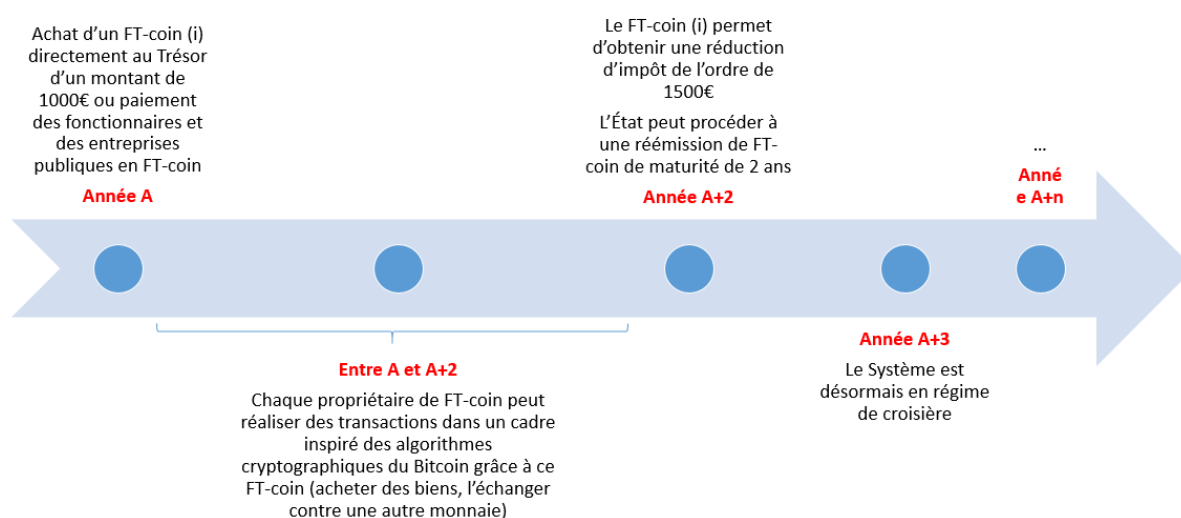 Achat d'un FT-coin (i)
directement au Trésor
d'un montant de
1000€ ou paiement
des fonctionnaires et
des entreprises
publiques en FT-coin
Année A
Entre A et A+2
Chaque propriétaire de FT-coin peut
réaliser des transactions dans un cadre
inspiré des algorithmes
cryptographiques du Bitcoin grâce à ce
FT-coin (acheter des biens, l'échanger
contre une autre monnaie)
Le FT-coin (i) permet
d'obtenir une réduction
d'impôt de l'ordre de
1500€
L'État peut procéder à
une réémission de FT-
coin de maturité de 2 ans
Année A+2
Année A+3
Le Système est
désormais en régime
de croisière
...
Anné
e A+n